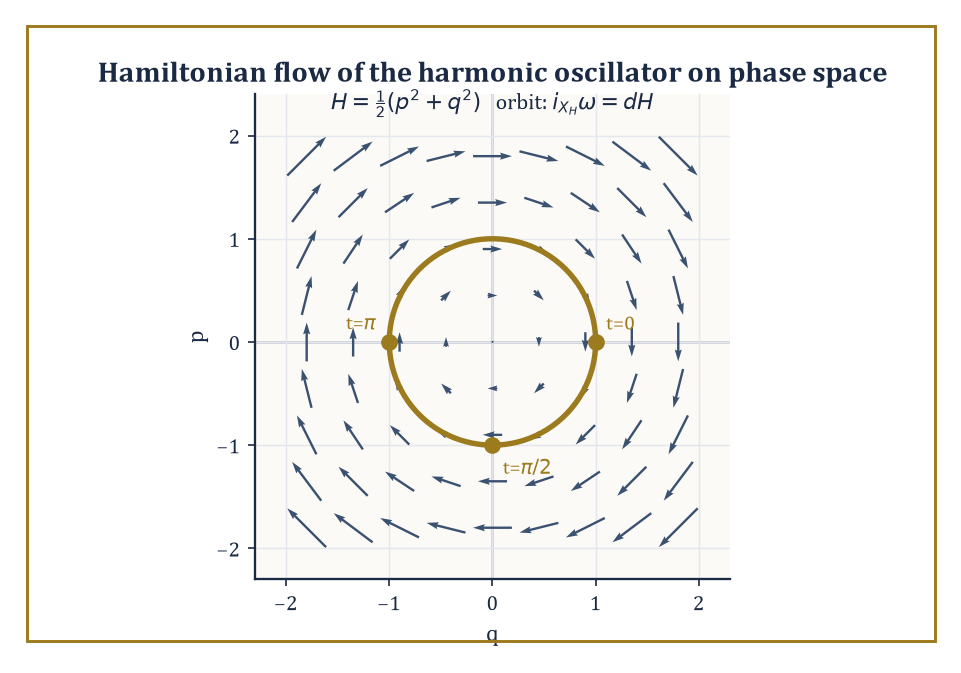 Hamiltonian flow of the harmonic oscillator on phase space
H = ½(p² + q²) orbit: i_{X_H}ω = dH
2
1
t=π
t=0
p
0
−1
t=π/2
−2
−2 −1 0 1 2
q